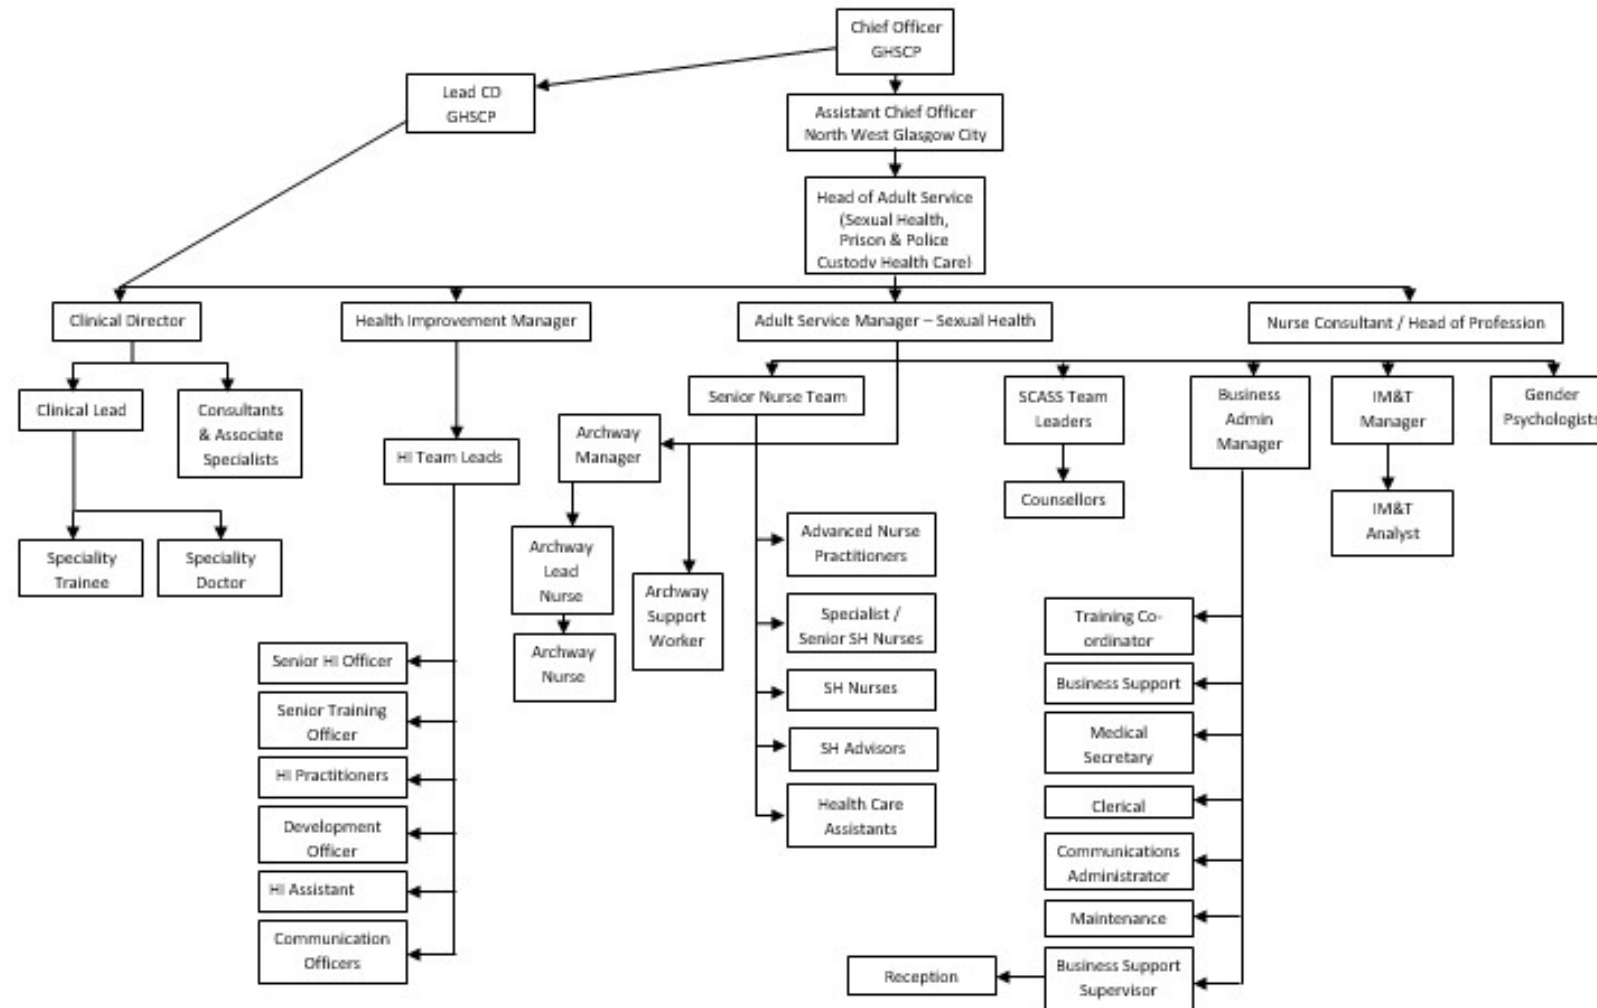 Chief Officer
GHSCP
Lead CD
GHSCP
Assistant Chief Officer
North West Glasgow City
Head of Adult Service
(Sexual Health,
Prison & Police
Custody Health Care)
Clinical Director
Health Improvement Manager
Adult Service Manager – Sexual Health
Nurse Consultant / Head of Profession
Clinical Lead
Consultants
& Associate
Specialists
Speciality
Trainee
Speciality
Doctor
HI Team Leads
Senior HI Officer
Senior Training
Officer
HI Practitioners
Development
Officer
HI Assistant
Communication
Officers
Senior Nurse Team
Archway
Manager
Archway
Lead
Nurse
Archway
Nurse
Archway
Support
Worker
Advanced Nurse
Practitioners
Specialist /
Senior SH Nurses
SH Nurses
SH Advisors
Health Care
Assistants
SCASS Team
Leaders
Counsellors
Business
Admin
Manager
Training Co-
ordinator
Business Support
Medical
Secretary
Clerical
Communications
Administrator
Maintenance
Business Support
Supervisor
Reception
IM&T
Manager
IM&T
Analyst
Gender
Psychologists